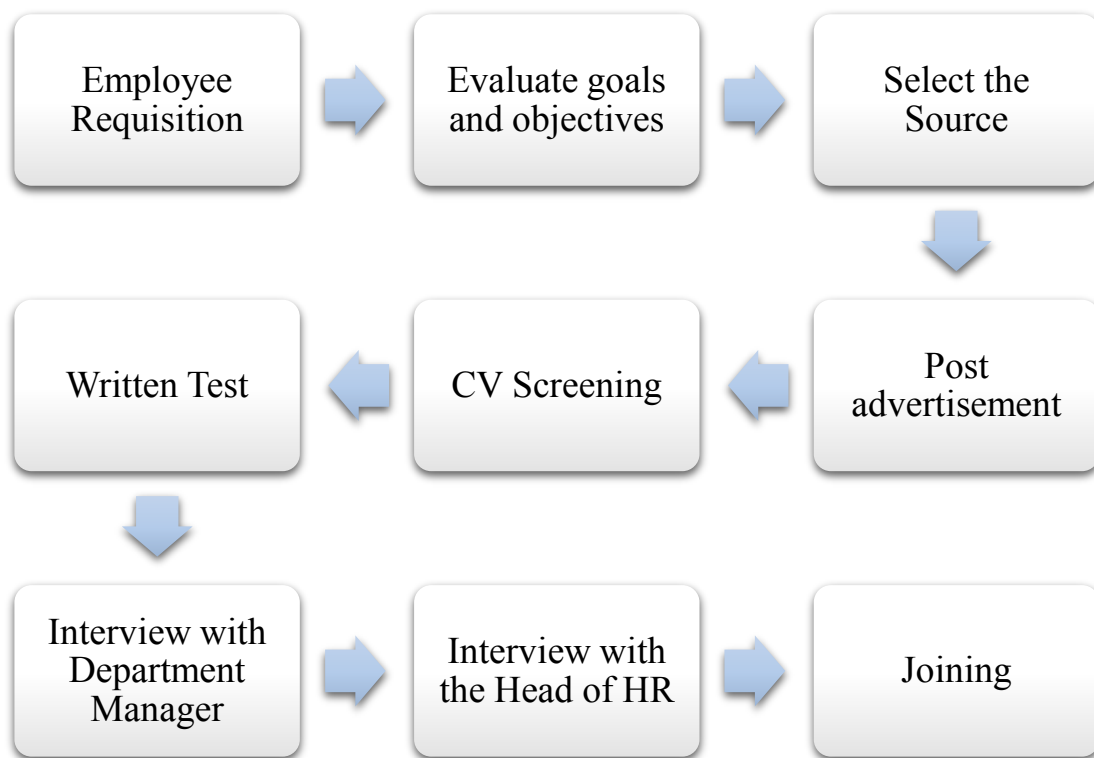 Employee
Requisition
Evaluate goals
and objectives
Select the
Source
Post
advertisement
CV Screening
Written Test
Interview with
Department
Manager
Interview with
the Head of HR
Joining